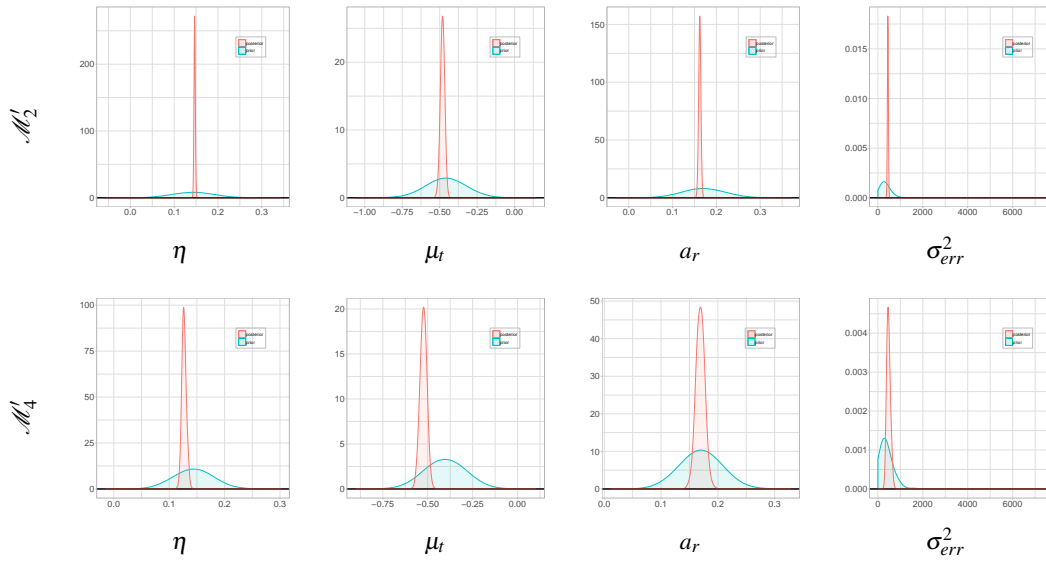 posterior
prior
posterior
prior
posterior
prior
posterior
prior
200
100
0
0.0 0.1 0.2 0.3
20
10
0
−1.00 −0.75 −0.50 −0.25 0.00
150
100
50
0
0.0 0.1 0.2 0.3
0.015
0.010
0.005
0.000
0 2000 4000 6000
ℳ′₂
η μₜ aᵣ σ²ₑᵣᵣ
posterior
prior
posterior
prior
posterior
prior
posterior
prior
100
75
50
25
0
0.0 0.1 0.2 0.3
20
15
10
5
0
−0.75 −0.50 −0.25 0.00
50
40
30
20
10
0
0.0 0.1 0.2 0.3
0.004
0.003
0.002
0.001
0.000
0 2000 4000 6000
ℳ′₄
η μₜ aᵣ σ²ₑᵣᵣ